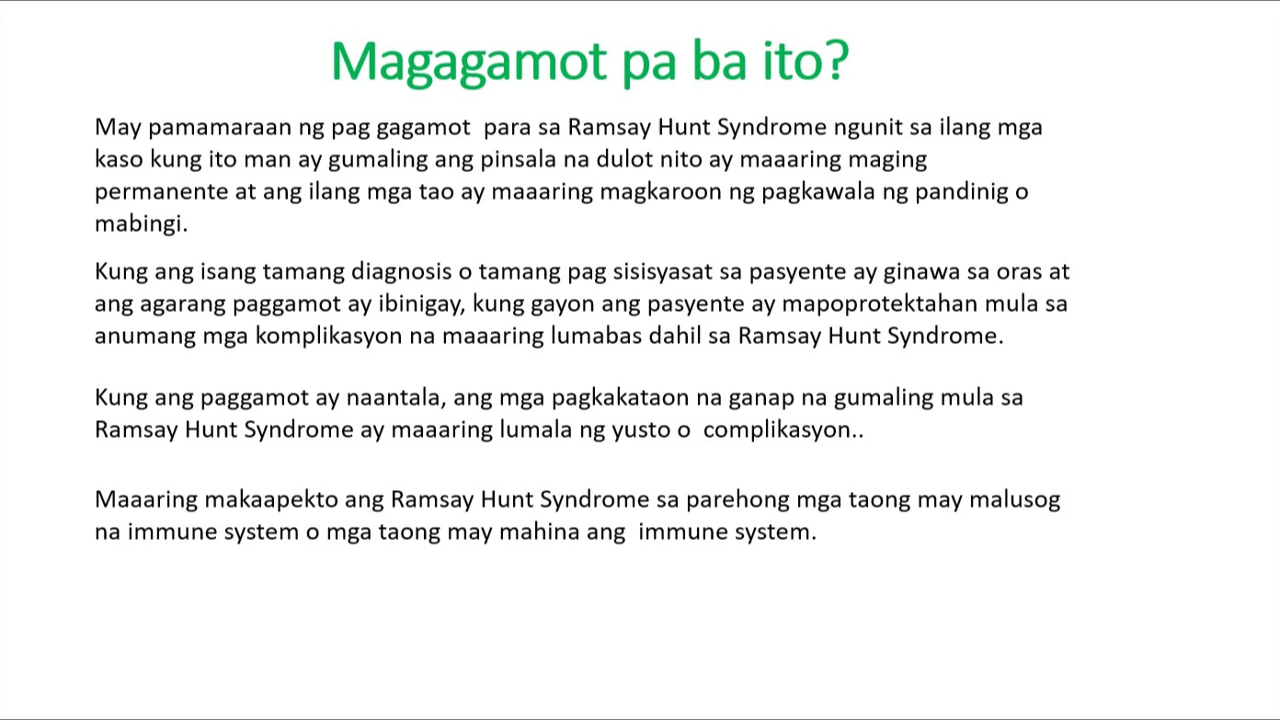 Magagamot pa ba ito?
May pamamaraan ng pag gagamot  para sa Ramsay Hunt Syndrome ngunit sa ilang mga
kaso kung ito man ay gumaling ang pinsala na dulot nito ay maaaring maging
permanente at ang ilang mga tao ay maaaring magkaroon ng pagkawala ng pandinig o
mabingi.
Kung ang isang tamang diagnosis o tamang pag sisisyasat sa pasyente ay ginawa sa oras at
ang agarang paggamot ay ibinigay, kung gayon ang pasyente ay mapoprotektahan mula sa
anumang mga komplikasyon na maaaring lumabas dahil sa Ramsay Hunt Syndrome.
Kung ang paggamot ay naantala, ang mga pagkakataon na ganap na gumaling mula sa
Ramsay Hunt Syndrome ay maaaring lumala ng yusto o  complikasyon..
Maaaring makaapekto ang Ramsay Hunt Syndrome sa parehong mga taong may malusog
na immune system o mga taong may mahina ang  immune system.